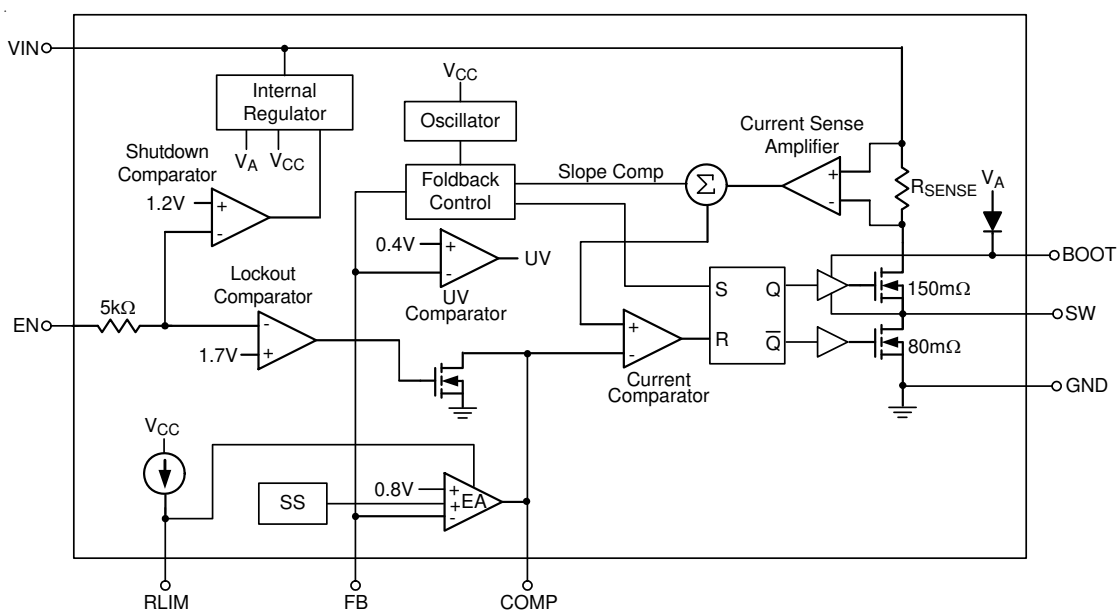 VIN
Internal
Regulator
VA
VCC
Shutdown
Comparator
1.2V
+
-
VCC
Oscillator
Foldback
Control
Slope Comp
Σ
Current Sense
Amplifier
+
-
RSENSE
VA
BOOT
0.4V
+
-
UV
UV
Comparator
Lockout
Comparator
5kΩ
EN
-
1.7V
+
+
-
Current
Comparator
S
Q
R
Q
150mΩ
SW
80mΩ
GND
VCC
SS
0.8V
+
+
-
EA
RLIM
FB
COMP